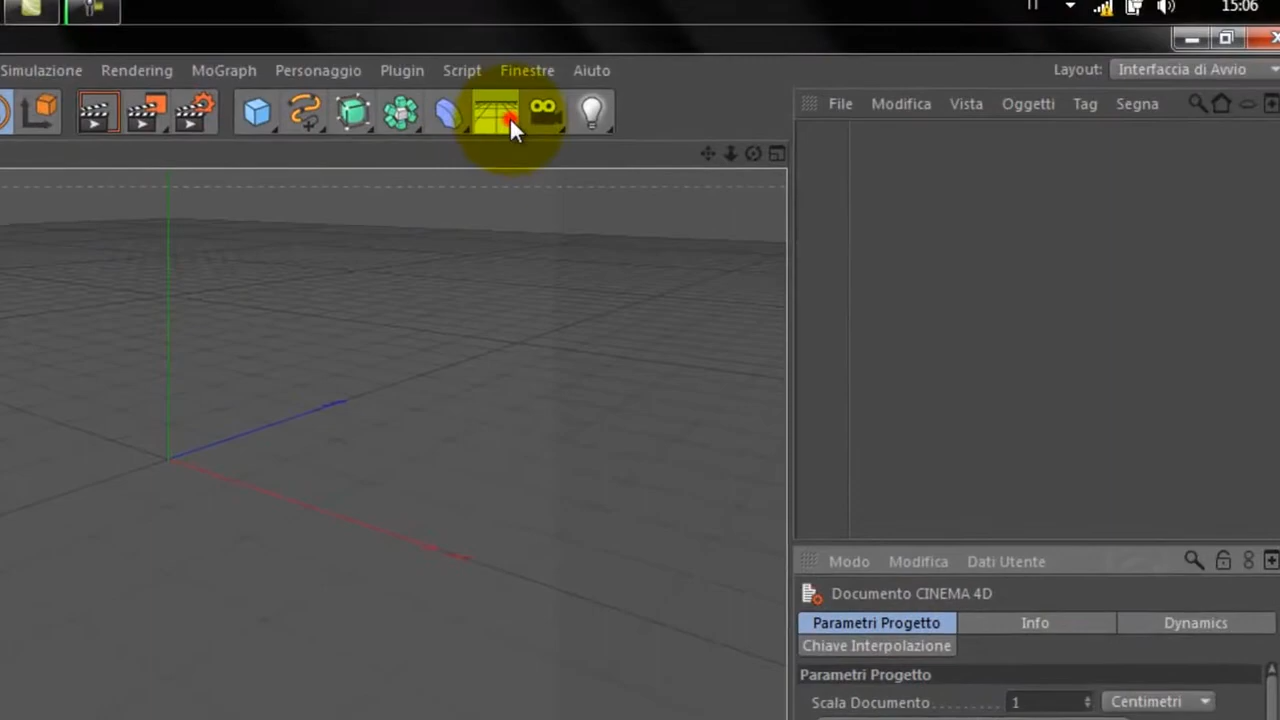 15:06
Simulazione Rendering MoGraph Personaggio Plugin Script Finestre Aiuto
Layout: Interfaccia di Avvio
File Modifica Vista Oggetti Tag Segna
Modo Modifica Dati Utente
Documento CINEMA 4D
Parametri Progetto Info Dynamics
Chiave Interpolazione
Parametri Progetto
Scala Documento 1 Centimetri